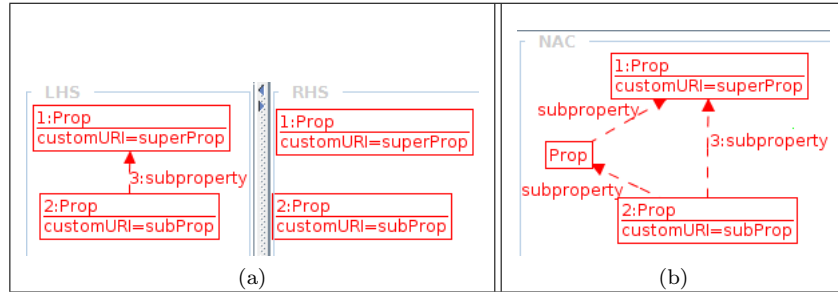 LHS
1:Prop
customURI=superProp
3:subproperty
2:Prop
customURI=subProp
RHS
1:Prop
customURI=superProp
2:Prop
customURI=subProp
(a)
NAC
1:Prop
customURI=superProp
subproperty
3:subproperty
Prop
subproperty
2:Prop
customURI=subProp
(b)